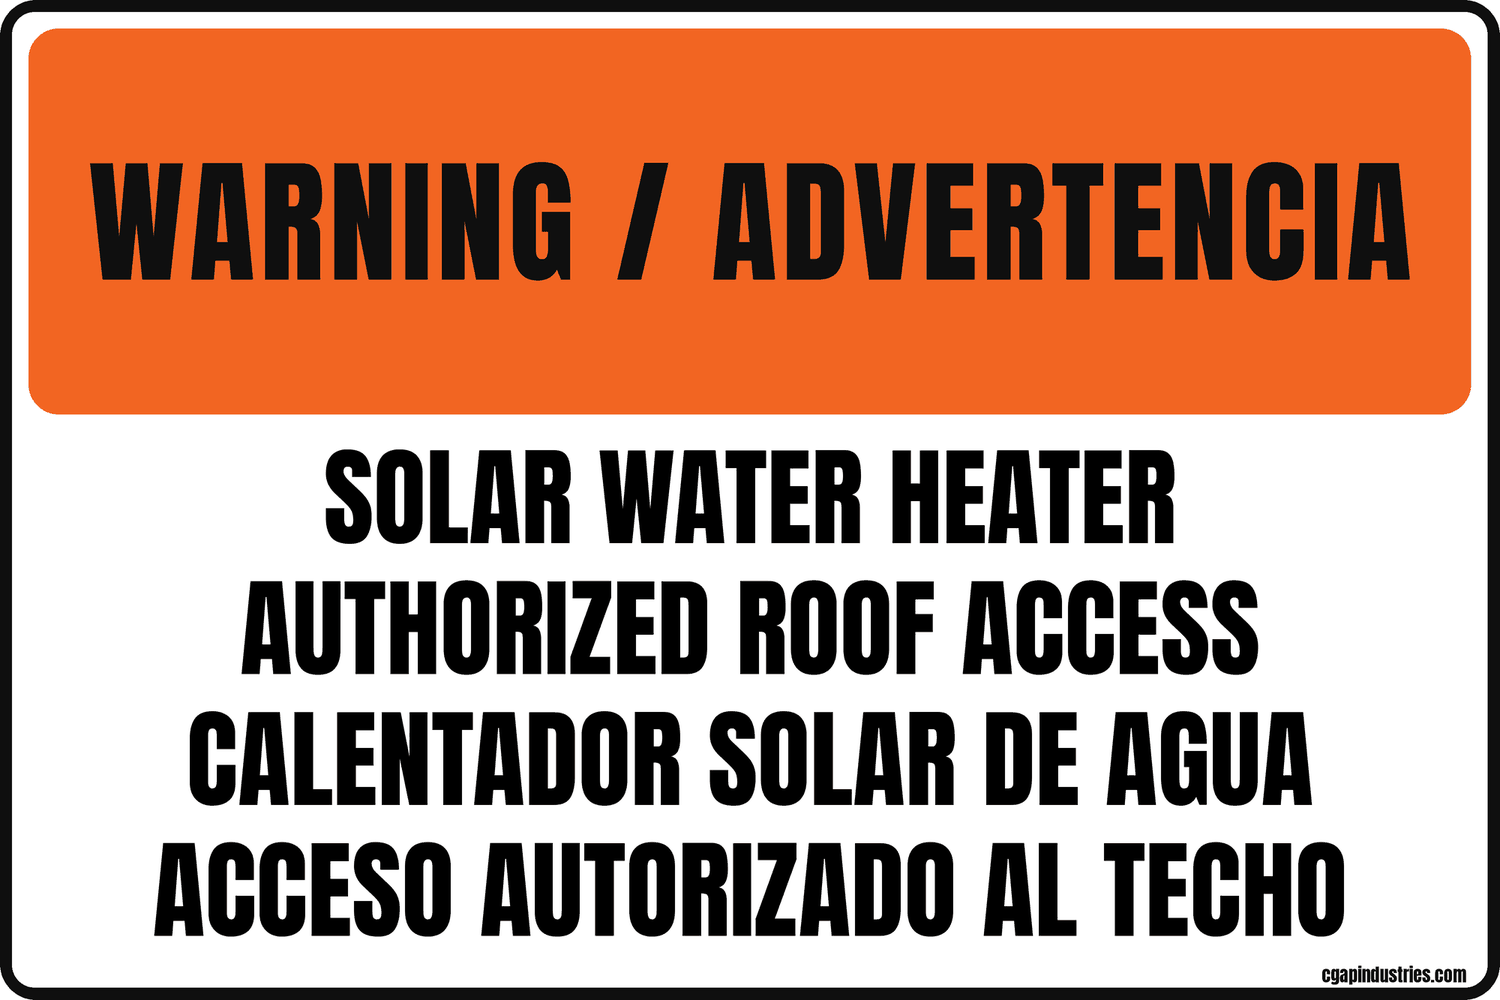 WARNING / ADVERTENCIA
SOLAR WATER HEATER
AUTHORIZED ROOF ACCESS
CALENTADOR SOLAR DE AGUA
ACCESO AUTORIZADO AL TECHO
cgapindustries.com